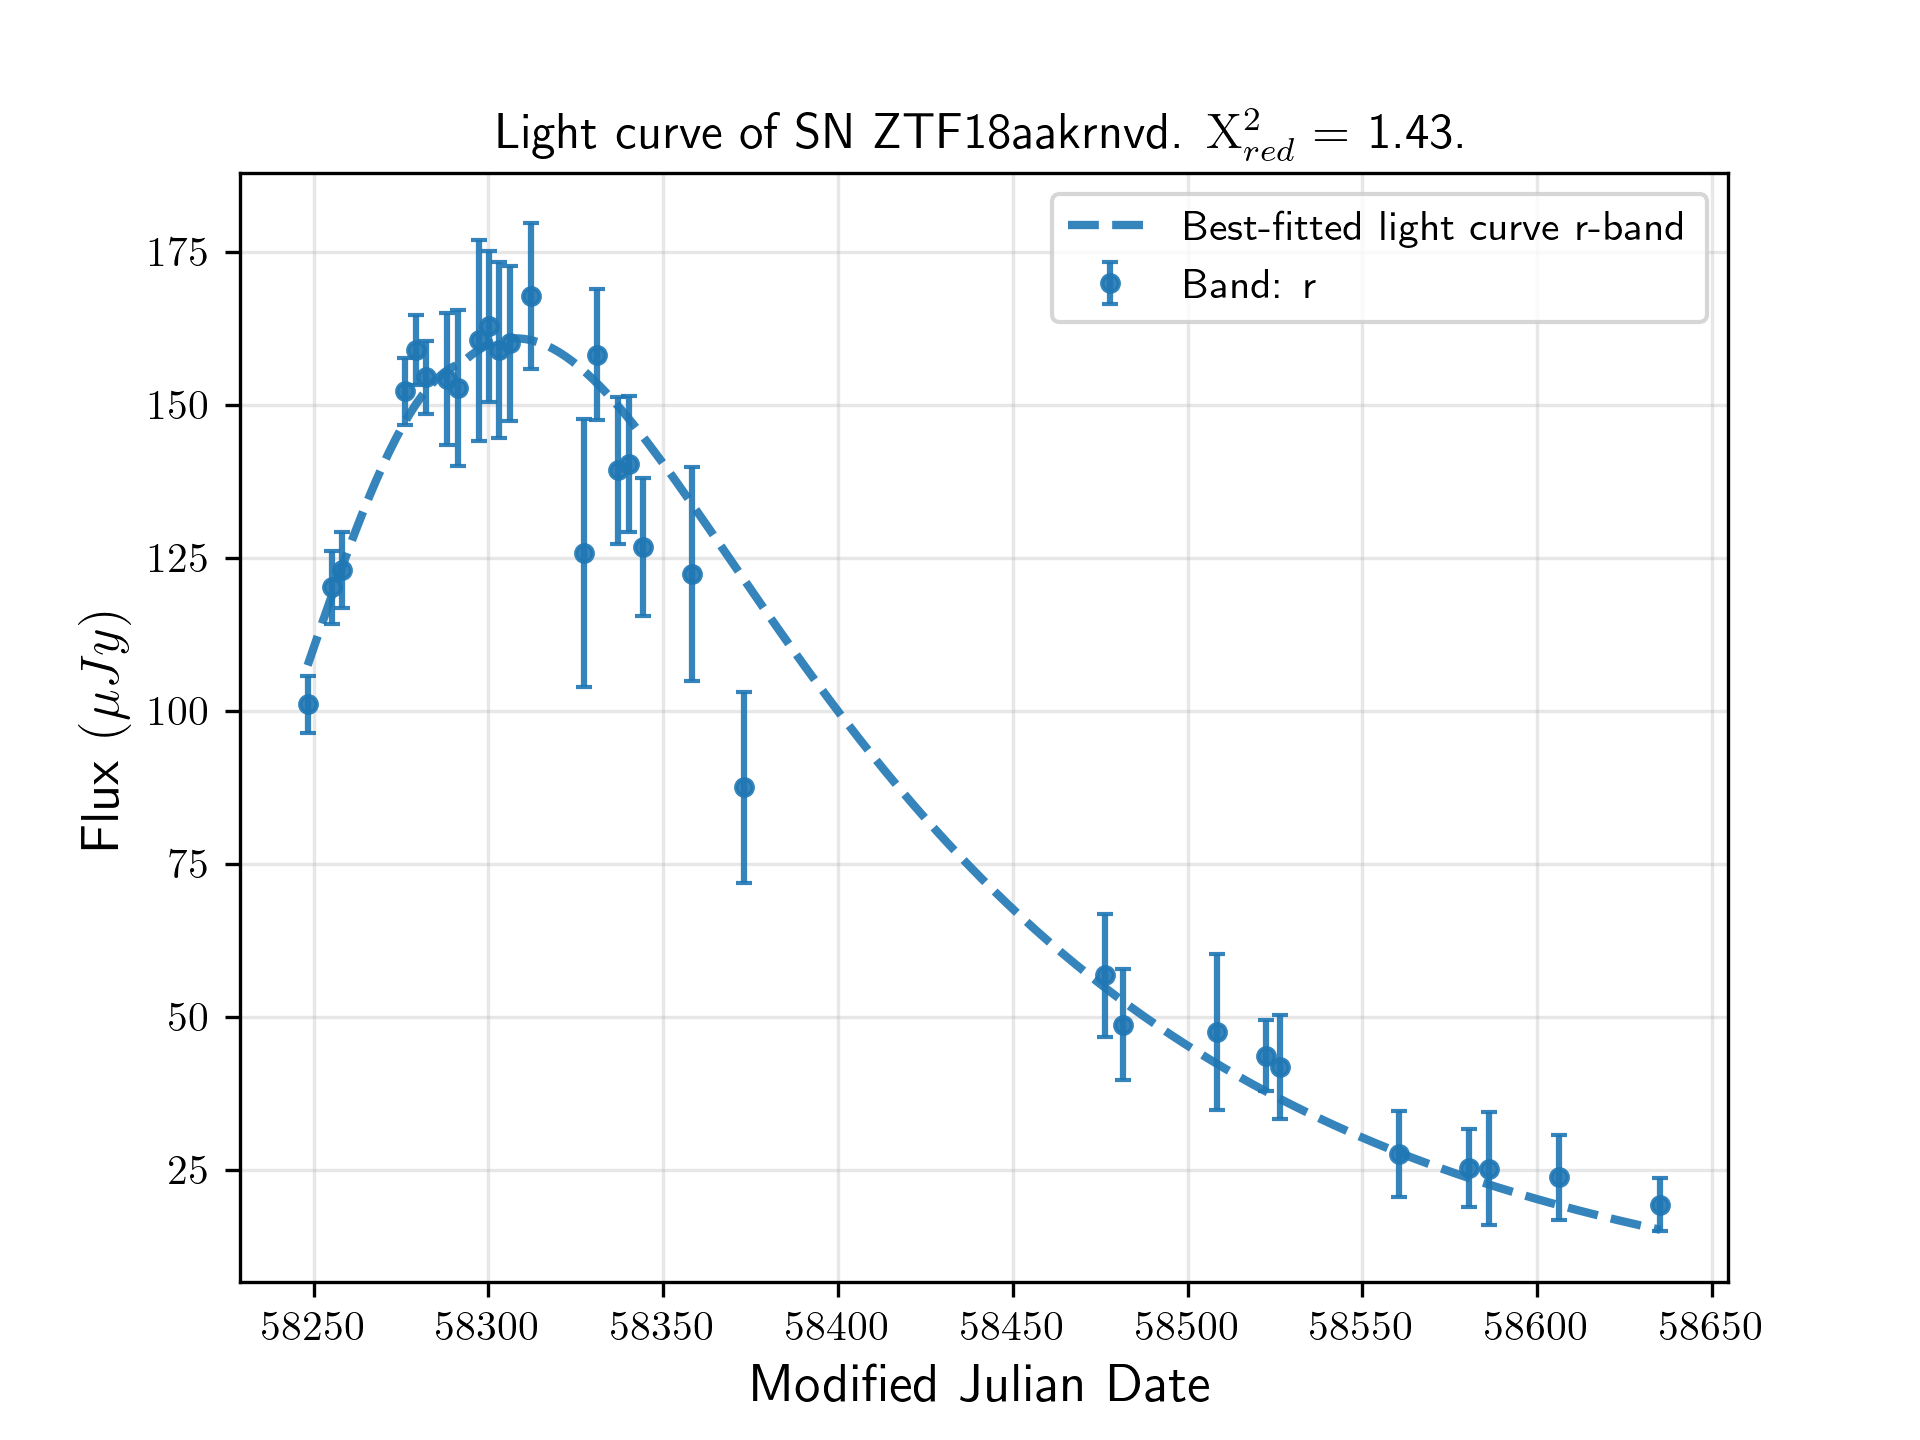 Light curve of SN ZTF18aakrnvd. X²red = 1.43.
Best-fitted light curve r-band
Band: r
175
150
125
100
75
50
25
Flux (μJy)
58250 58300 58350 58400 58450 58500 58550 58600 58650
Modified Julian Date